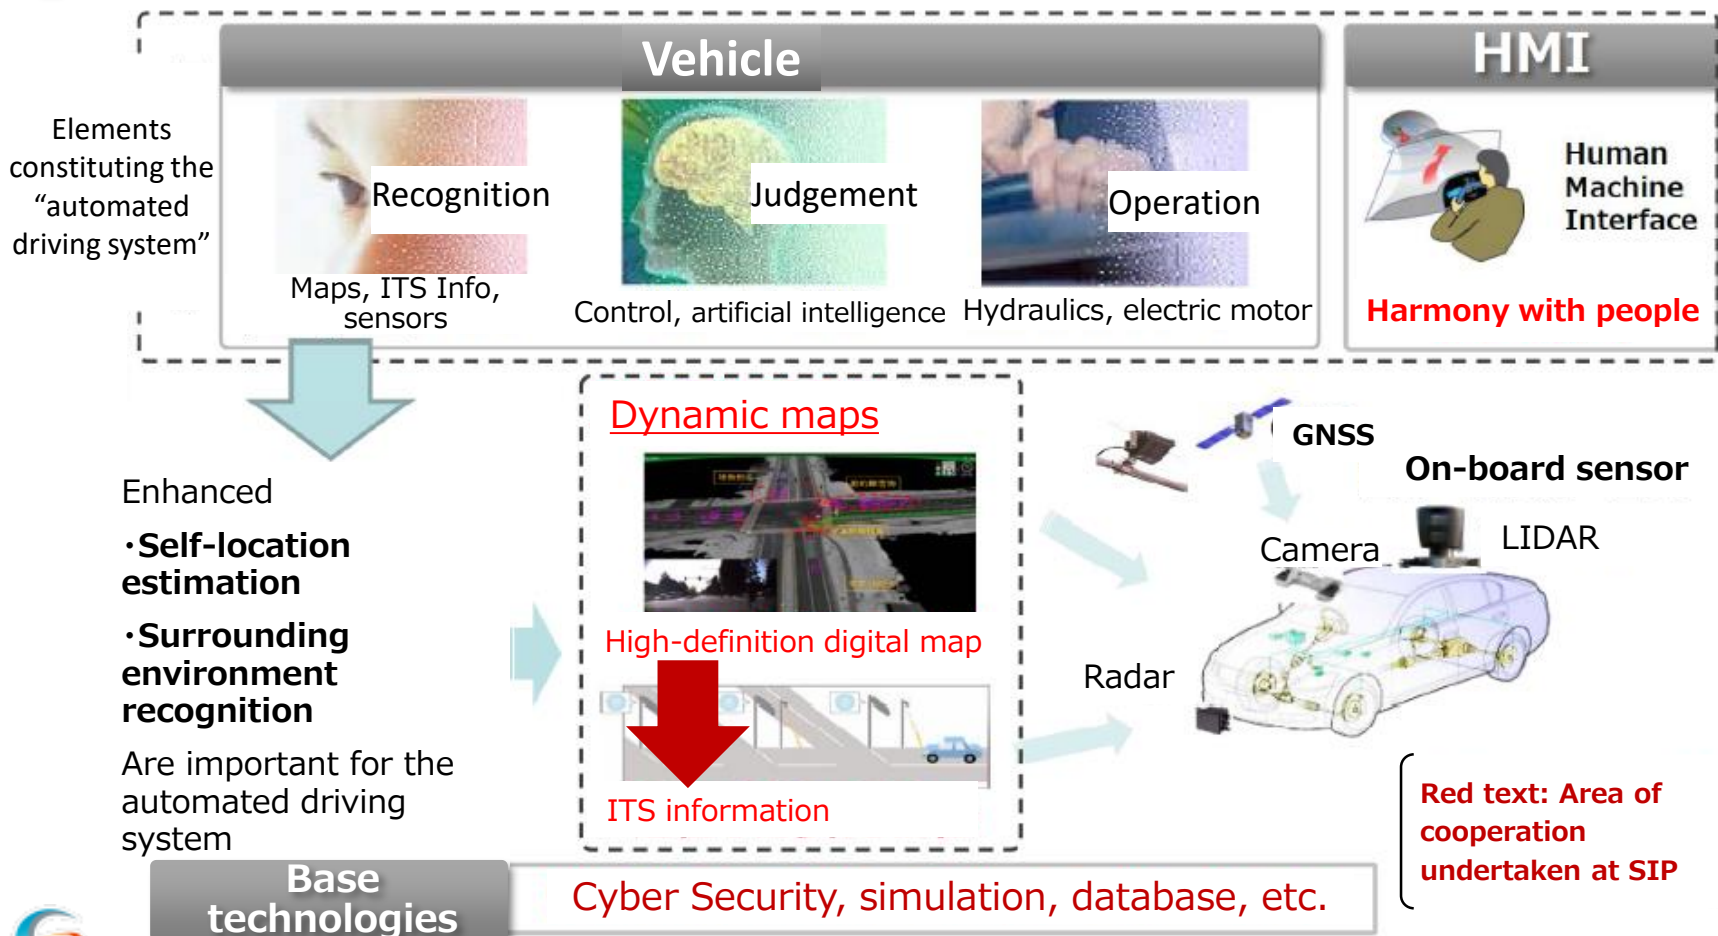 Vehicle
HMI
Elements
constituting the
“automated
driving system”
Recognition
Judgement
Operation
Human
Machine
Interface
Maps, ITS Info,
sensors
Control, artificial intelligence
Hydraulics, electric motor
Harmony with people
Dynamic maps
GNSS
On-board sensor
Enhanced
・Self-location
estimation
・Surrounding
environment
recognition
Are important for the
automated driving
system
Camera
LIDAR
High-definition digital map
Radar
ITS information
Red text: Area of
cooperation
undertaken at SIP
Base
technologies
Cyber Security, simulation, database, etc.